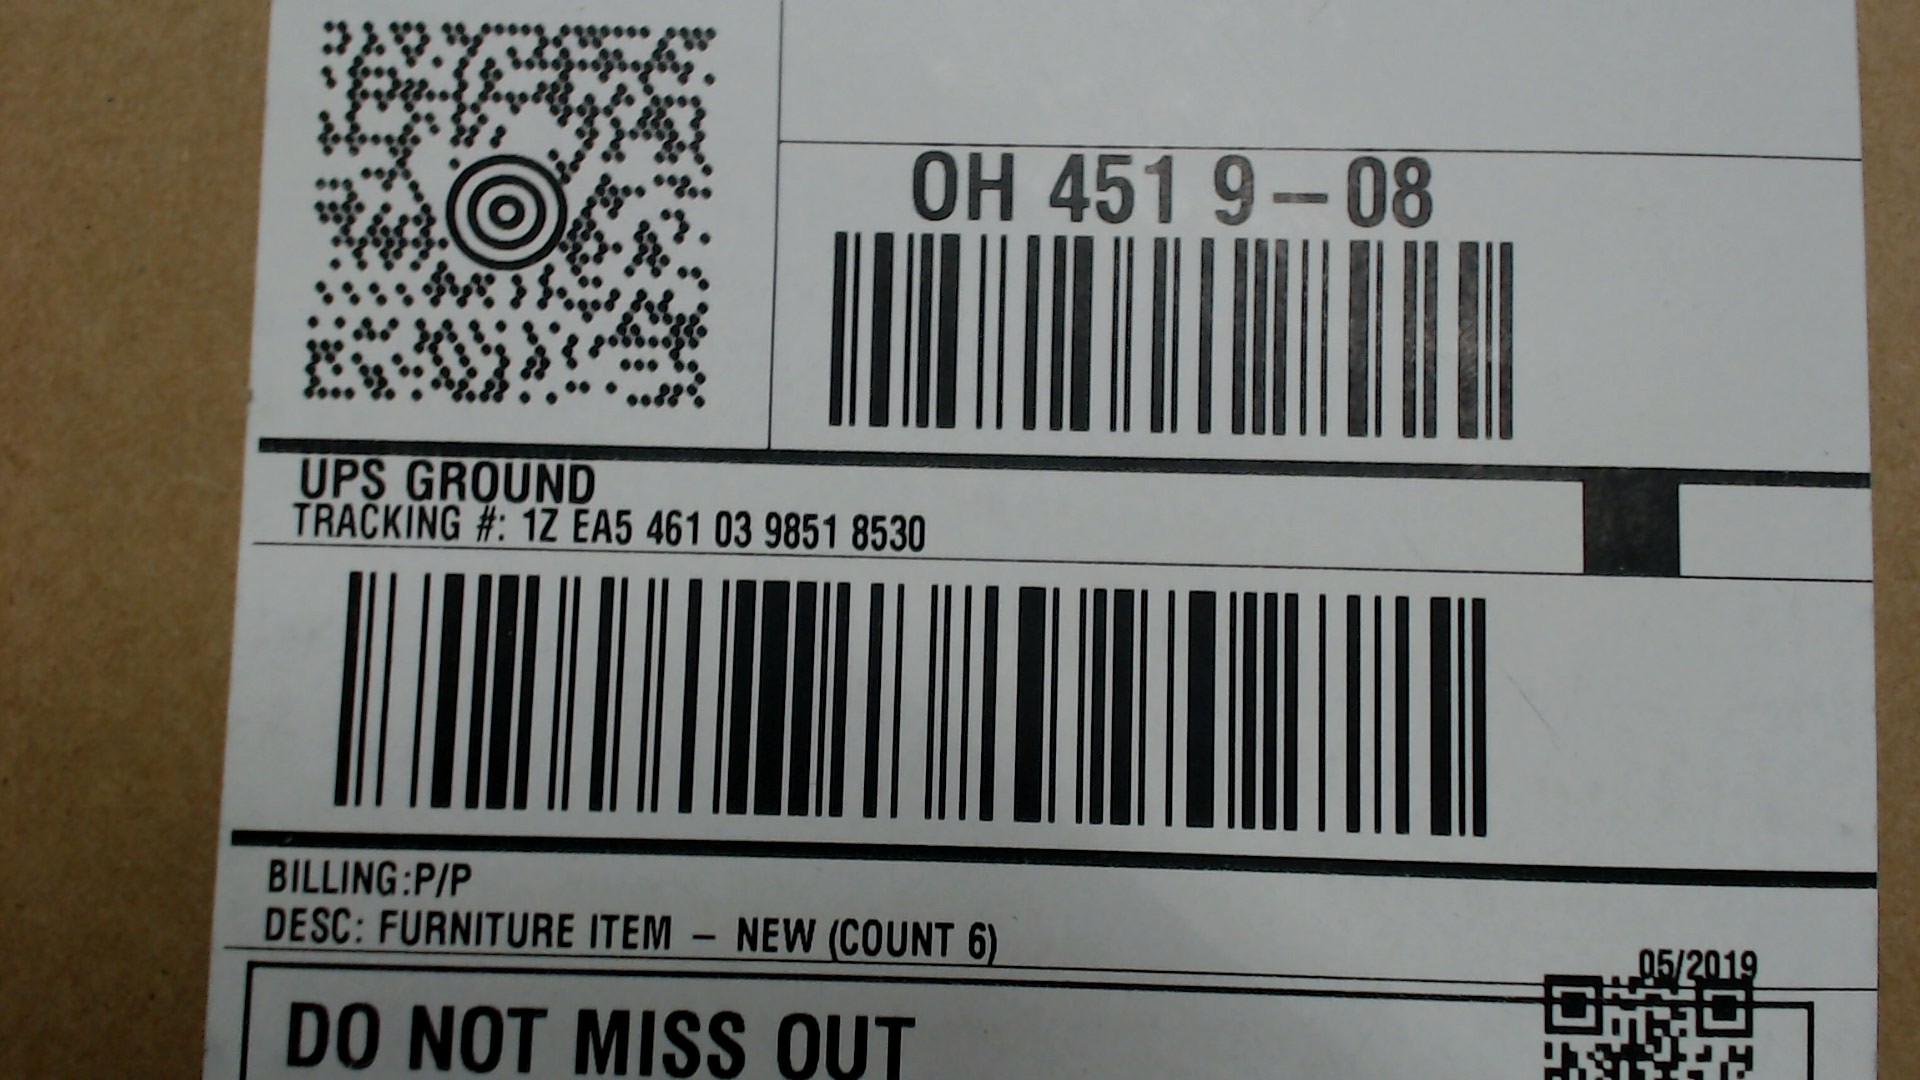 OH 451 9-08
UPS GROUND
TRACKING #: 1Z EA5 461 03 9851 8530
BILLING:P/P
DESC: FURNITURE ITEM - NEW (COUNT 6)
05/2019
DO NOT MISS OUT